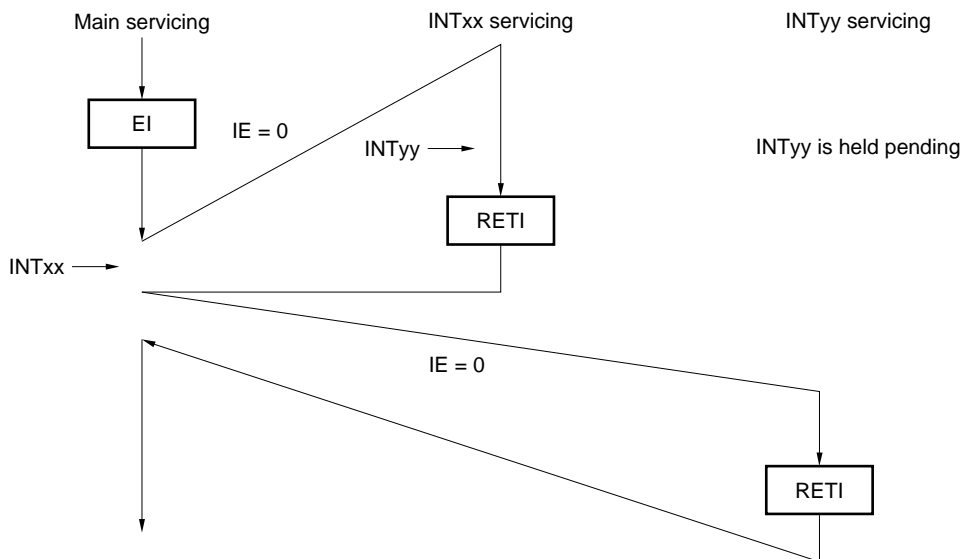 Main servicing
INTxx servicing
INTyy servicing
EI
IE = 0
INTyy
INTyy is held pending
RETI
INTxx
IE = 0
RETI